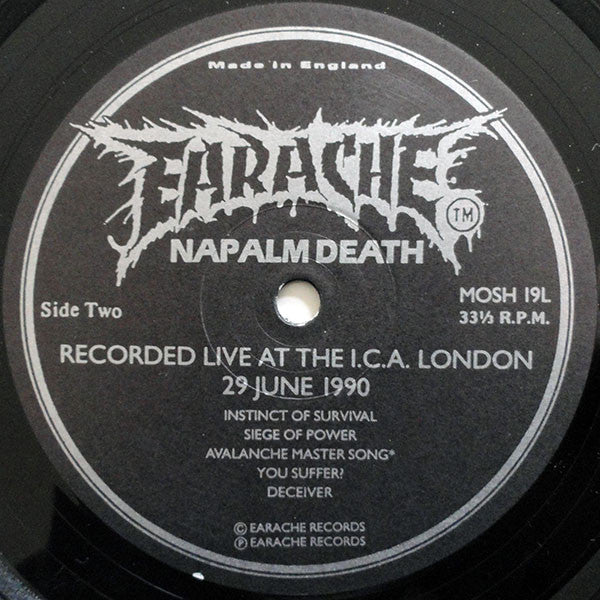 Made in England
EARACHE
TM
NAPALM DEATH
Side Two
MOSH 19L
33⅓ R.P.M.
RECORDED LIVE AT THE I.C.A. LONDON
29 JUNE 1990
INSTINCT OF SURVIVAL
SIEGE OF POWER
AVALANCHE MASTER SONG*
YOU SUFFER?
DECEIVER
© EARACHE RECORDS
℗ EARACHE RECORDS